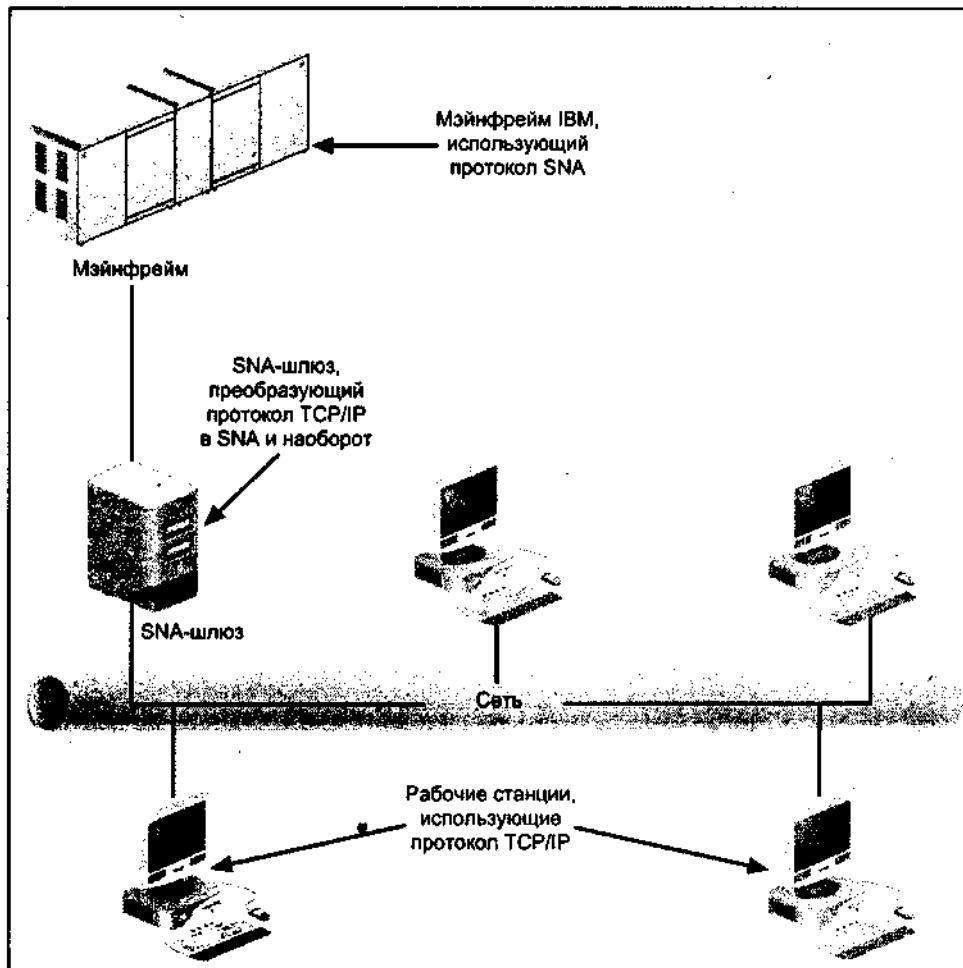 Мэйнфрейм IBM,
использующий
протокол SNA
Мэйнфрейм
SNA-шлюз,
преобразующий
протокол TCP/IP
в SNA и наоборот
SNA-шлюз
Сеть
Рабочие станции,
использующие
протокол TCP/IP